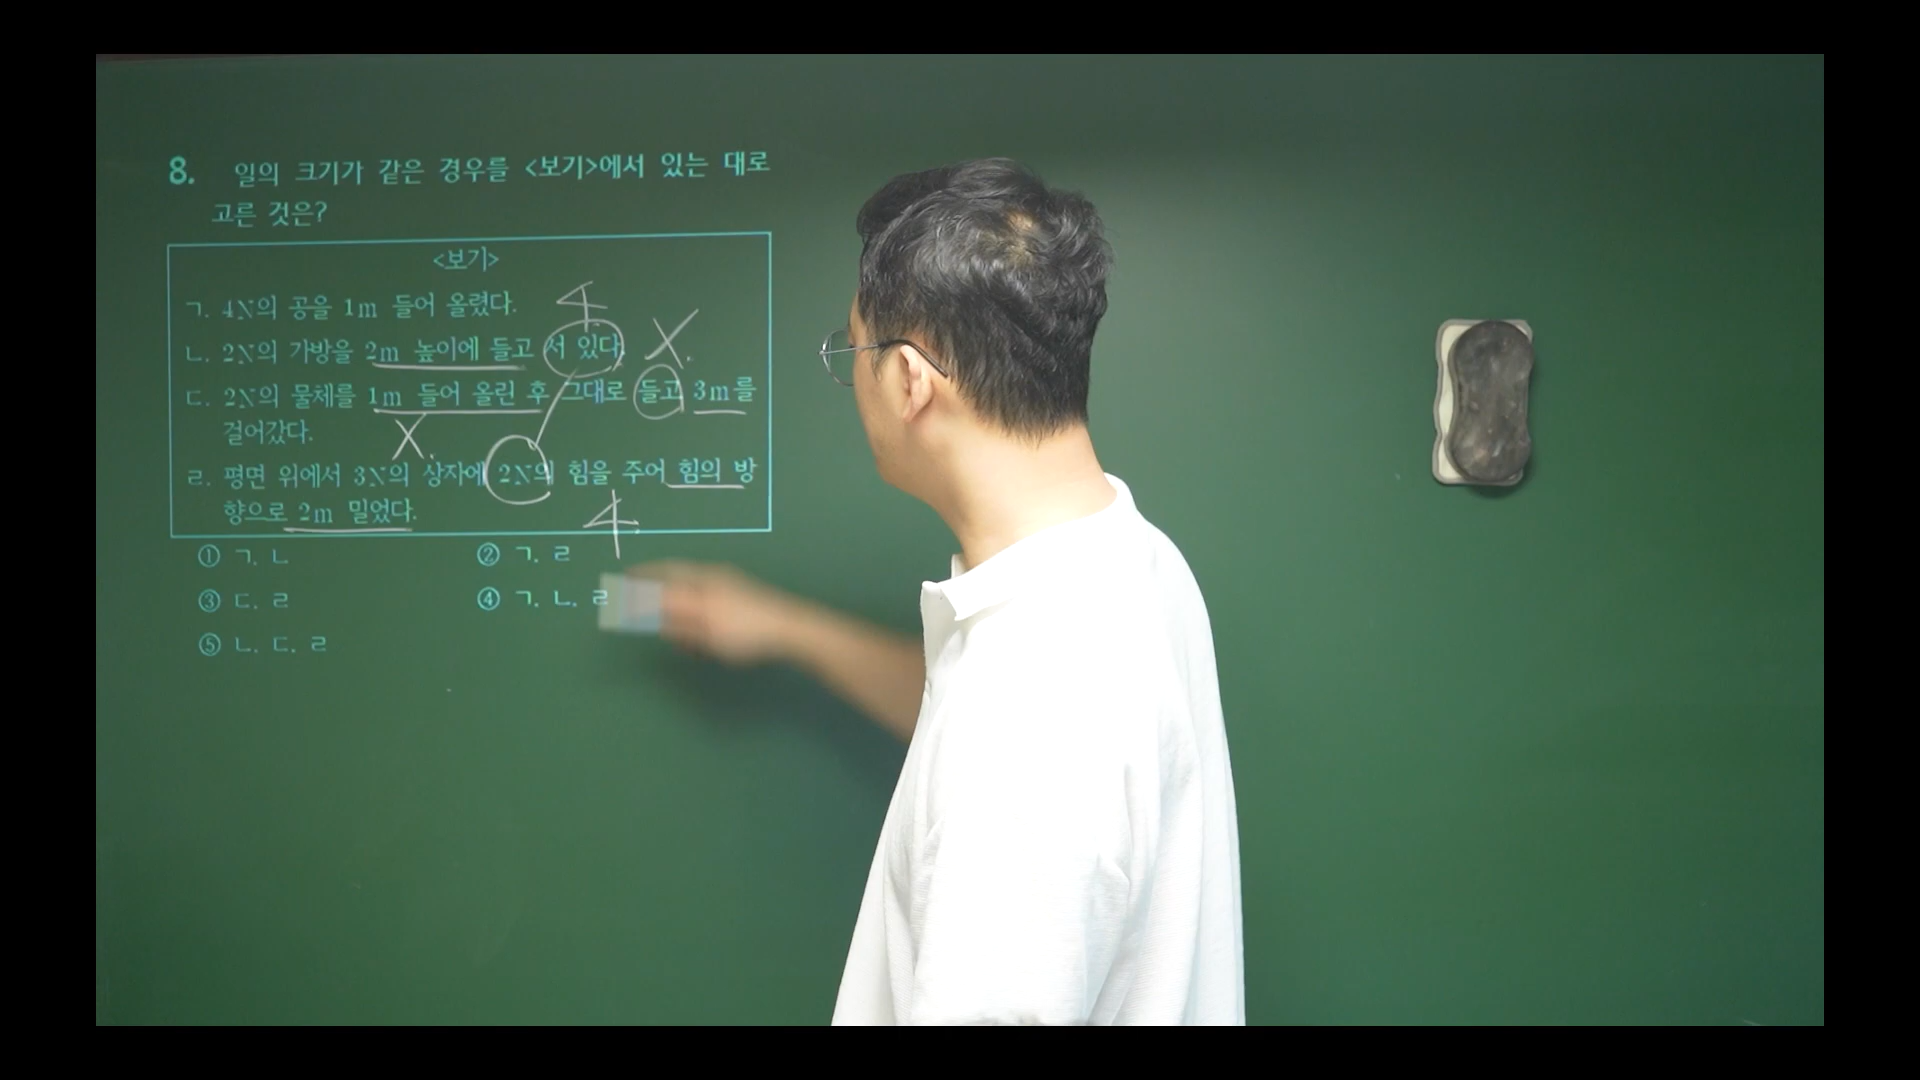 8. 일의 크기가 같은 경우를 <보기>에서 있는 대로
고른 것은?
<보기>
ㄱ. 4N의 공을 1m 들어 올렸다. 4
ㄴ. 2N의 가방을 2m 높이에 들고 서 있다. X.
ㄷ. 2N의 물체를 1m 들어 올린 후 그대로 들고 3m를
걸어갔다. X.
ㄹ. 평면 위에서 3N의 상자에 2N의 힘을 주어 힘의 방
향으로 2m 밀었다. 4
① ㄱ. ㄴ ② ㄱ. ㄹ
③ ㄷ. ㄹ ④ ㄱ. ㄴ. ㄹ
⑤ ㄴ. ㄷ. ㄹ